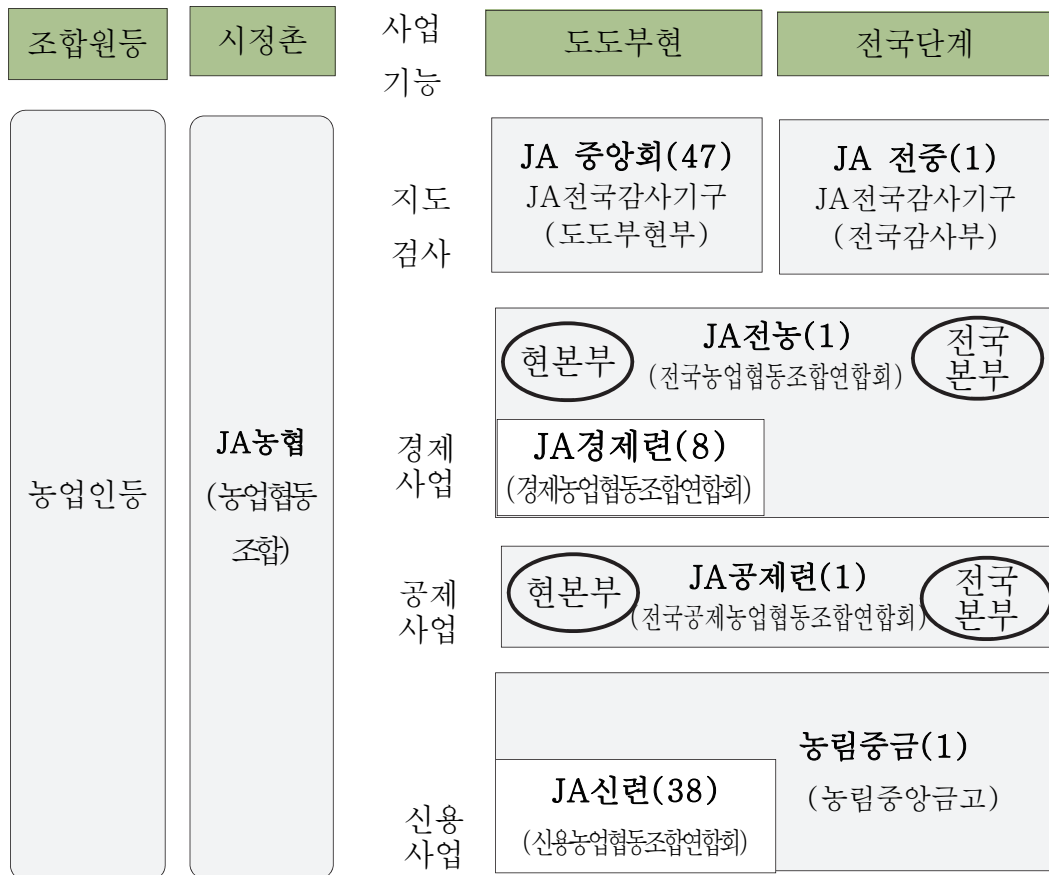 조합원등
시정촌
사업
기능
도도부현
전국단계
농업인등
JA농협
(농업협동
조합)
지도
검사
JA 중앙회(47)
JA전국감사기구
(도도부현부)
JA 전중(1)
JA전국감사기구
(전국감사부)
경제
사업
현본부
JA전농(1)
(전국농업협동조합연합회)
전국
본부
JA경제련(8)
(경제농업협동조합연합회)
공제
사업
현본부
JA공제련(1)
(전국공제농업협동조합연합회)
전국
본부
신용
사업
농림중금(1)
(농림중앙금고)
JA신련(38)
(신용농업협동조합연합회)